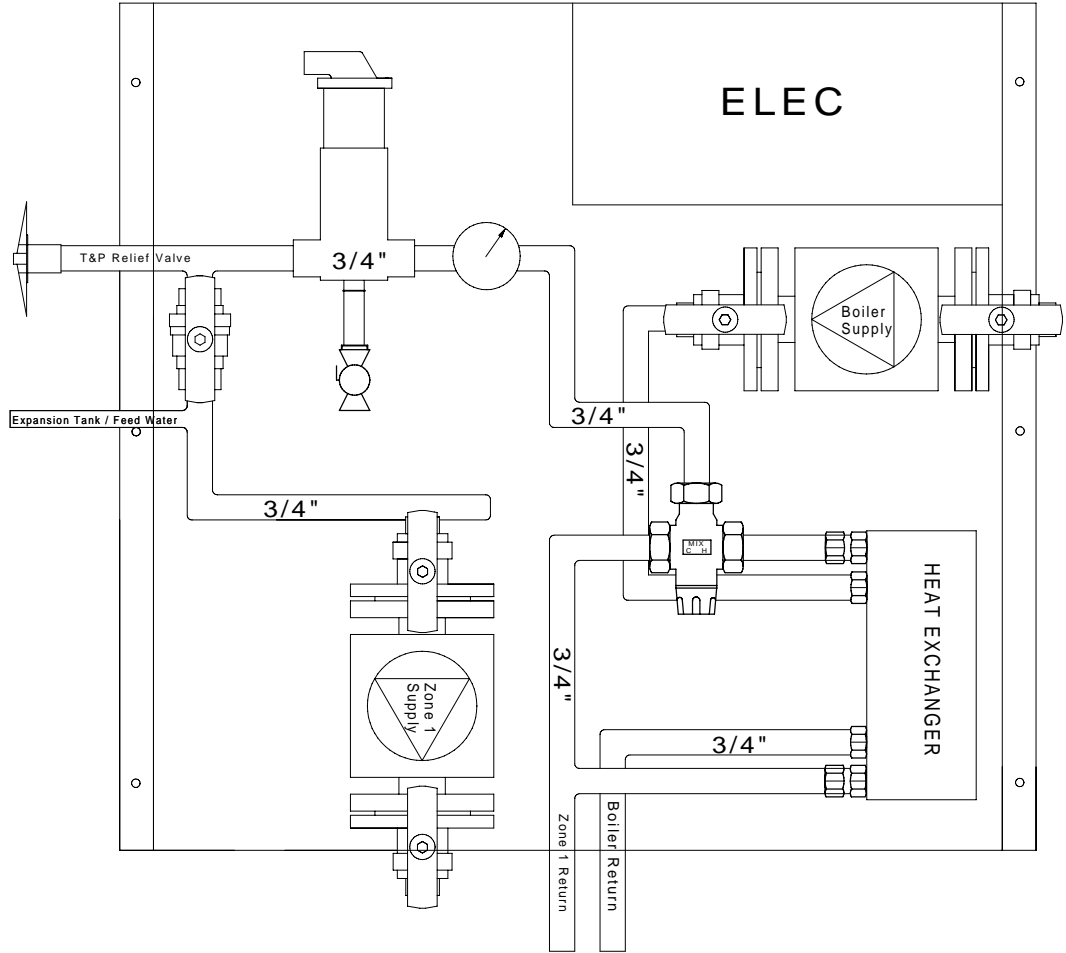 ELEC
T&P Relief Valve
3/4"
Boiler
Supply
Expansion Tank / Feed Water
3/4"
3/4"
3/4"
MIX
C H
HEAT EXCHANGER
3/4"
Zone 1
Supply
3/4"
Zone 1 Return
Boiler Return